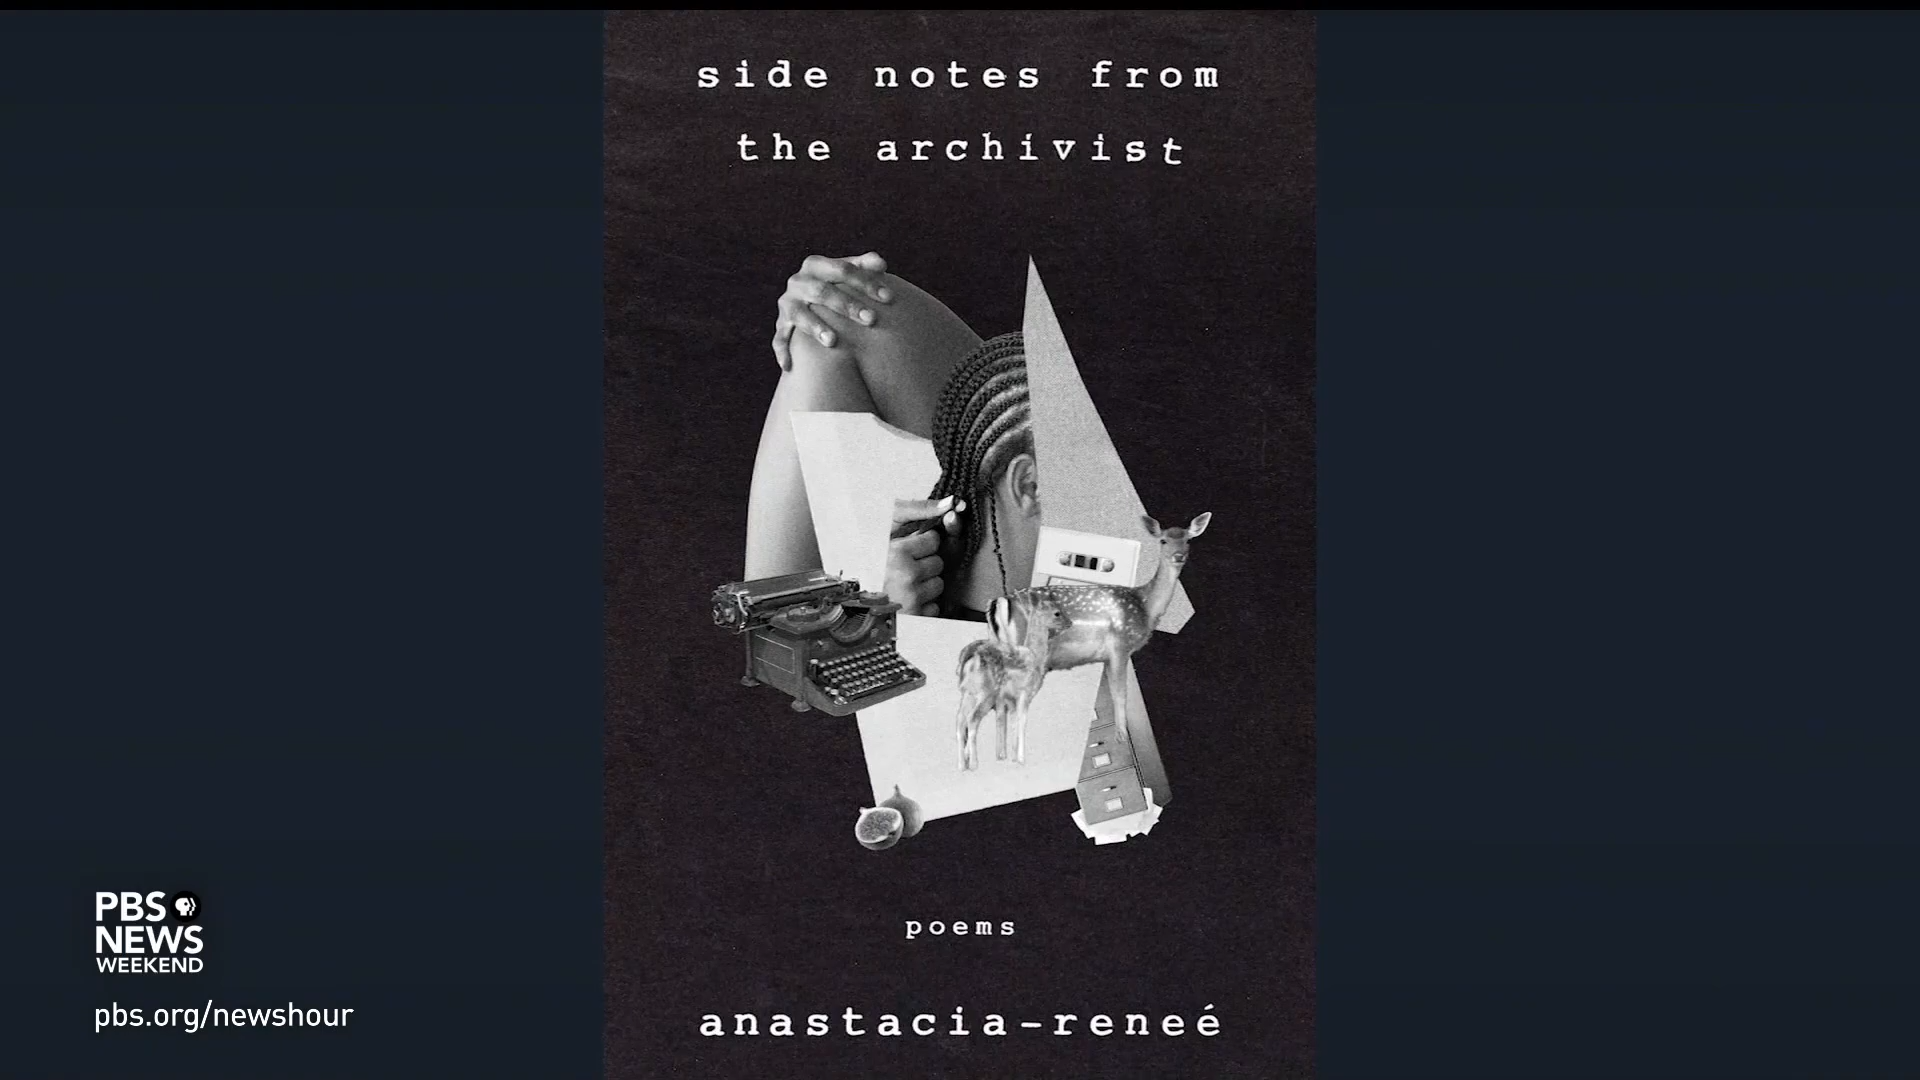 side notes from
the archivist
poems
anastacia-reneé
PBS
NEWS
WEEKEND
pbs.org/newshour